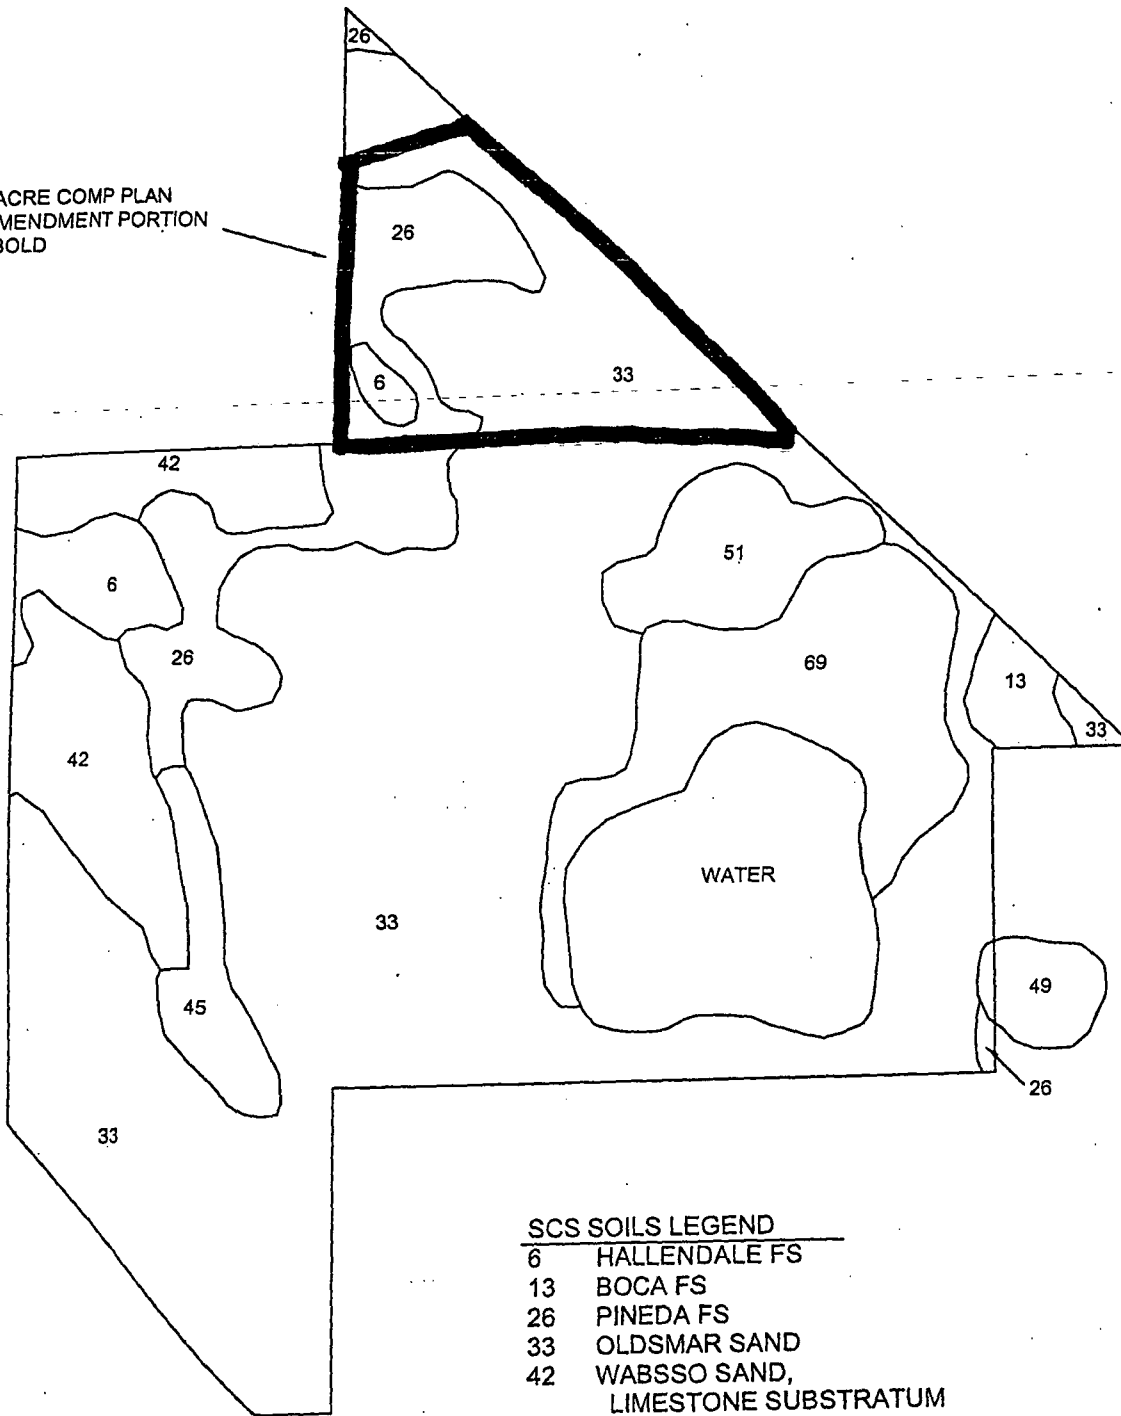 26
ACRE COMP PLAN
MENDMENT PORTION
BOLD
26
6
33
42
51
6
26
69
13
33
42
WATER
33
49
45
26
33
SCS SOILS LEGEND
6 HALLENDALE FS
13 BOCA FS
26 PINEDA FS
33 OLDSMAR SAND
42 WABSSO SAND,
LIMESTONE SUBSTRATUM